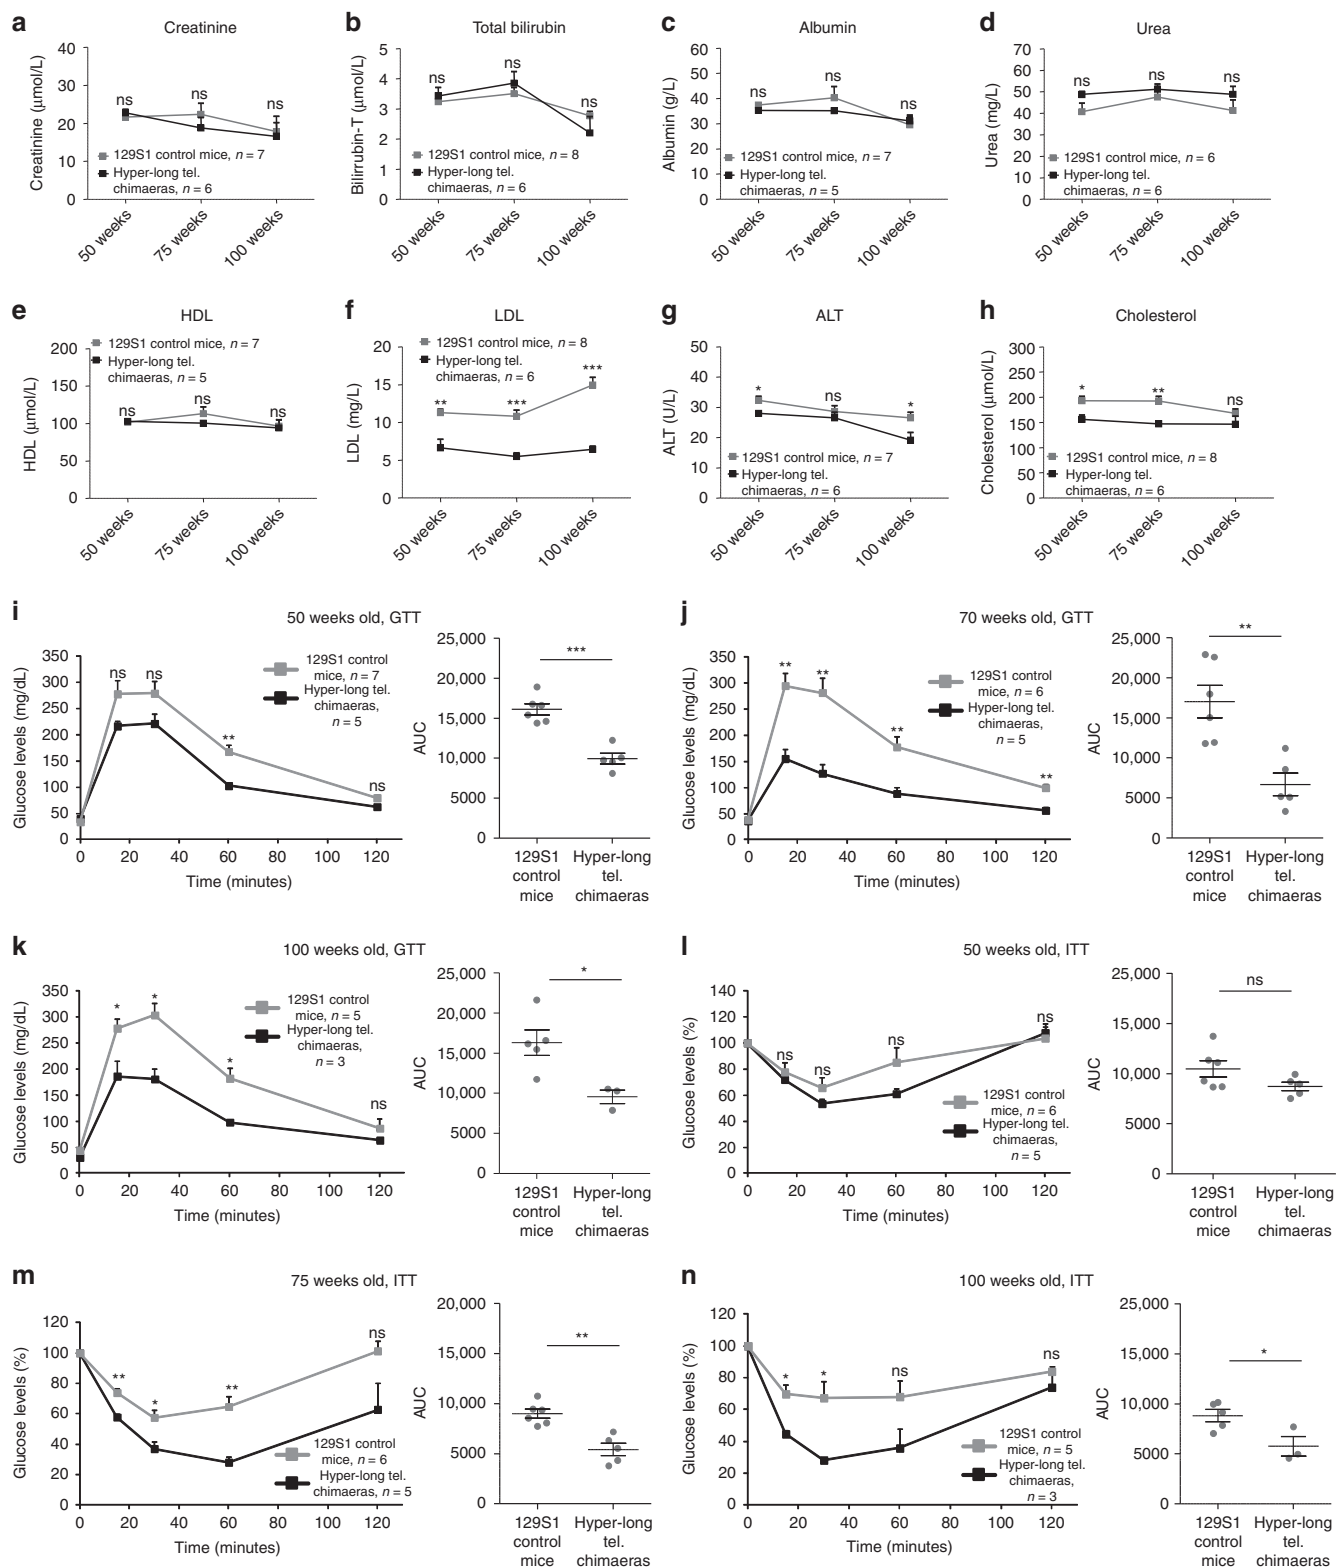 a
Creatinine
Creatinine (μmol/L)
40
30
20
10
0
ns
ns
ns
129S1 control mice, n = 7
Hyper-long tel.
chimaeras, n = 6
50 weeks
75 weeks
100 weeks
b
Total bilirubin
Bilirrubin-T (μmol/L)
5
4
3
2
1
0
ns
ns
ns
129S1 control mice, n = 8
Hyper-long tel.
chimaeras, n = 6
50 weeks
75 weeks
100 weeks
c
Albumin
Albumin (g/L)
60
50
40
30
20
10
0
ns
ns
ns
129S1 control mice, n = 7
Hyper-long tel.
chimaeras, n = 5
50 weeks
75 weeks
100 weeks
d
Urea
Urea (mg/L)
70
60
50
40
30
20
10
0
ns
ns
ns
129S1 control mice, n = 6
Hyper-long tel.
chimaeras, n = 6
50 weeks
75 weeks
100 weeks
e
HDL
HDL (μmol/L)
200
150
100
50
0
129S1 control mice, n = 7
Hyper-long tel.
chimaeras, n = 5
ns
ns
ns
50 weeks
75 weeks
100 weeks
f
LDL
LDL (mg/L)
20
15
10
5
0
129S1 control mice, n = 8
Hyper-long tel.
chimaeras, n = 6
**
***
***
50 weeks
75 weeks
100 weeks
g
ALT
ALT (U/L)
50
40
30
20
10
0
*
ns
*
129S1 control mice, n = 7
Hyper-long tel.
chimaeras, n = 6
50 weeks
75 weeks
100 weeks
h
Cholesterol
Cholesterol (μmol/L)
300
250
200
150
100
50
0
*
**
ns
129S1 control mice, n = 8
Hyper-long tel.
chimaeras, n = 6
50 weeks
75 weeks
100 weeks
i
50 weeks old, GTT
Glucose levels (mg/dL)
350
300
250
200
150
100
50
0
ns
ns
**
ns
129S1 control
mice, n = 7
Hyper-long tel.
chimaeras,
n = 5
0
20
40
60
80
100
120
Time (minutes)
AUC
25,000
20,000
15,000
10,000
5000
0
***
129S1
control
mice
Hyper-long
tel.
chimaeras
j
70 weeks old, GTT
Glucose levels (mg/dL)
350
300
250
200
150
100
50
0
**
*
**
**
129S1 control
mice, n = 6
Hyper-long tel.
chimaeras,
n = 5
0
20
40
60
80
100
120
Time (minutes)
AUC
25,000
20,000
15,000
10,000
5000
0
**
129S1
control
mice
Hyper-long
tel.
chimaeras
k
100 weeks old, GTT
Glucose levels (mg/dL)
350
300
250
200
150
100
50
0
*
*
*
ns
129S1 control
mice, n = 5
Hyper-long tel.
chimaeras,
n = 3
0
20
40
60
80
100
120
Time (minutes)
AUC
25,000
20,000
15,000
10,000
5000
0
*
129S1
control
mice
Hyper-long
tel.
chimaeras
l
50 weeks old, ITT
Glucose levels (%)
140
120
100
80
60
40
20
0
ns
ns
ns
ns
129S1 control
mice, n = 6
Hyper-long tel.
chimaeras,
n = 5
0
20
40
60
80
100
120
Time (minutes)
AUC
25,000
15,000
10,000
5000
0
ns
129S1
control
mice
Hyper-long
tel.
chimaeras
m
75 weeks old, ITT
Glucose levels (%)
120
100
80
60
40
20
0
**
*
**
ns
129S1 control
mice, n = 6
Hyper-long tel.
chimaeras, n = 5
0
20
40
60
80
100
120
Time (minutes)
AUC
20,000
15,000
10,000
5000
0
**
129S1
control
mice
Hyper-long
tel.
chimaeras
n
100 weeks old, ITT
Glucose levels (%)
120
100
80
60
40
20
0
*
*
ns
ns
129S1 control
mice, n = 5
Hyper-long tel.
chimaeras,
n = 3
0
20
40
60
80
100
120
Time (minutes)
AUC
25,000
15,000
10,000
5000
0
*
129S1
control
mice
Hyper-long
tel.
chimaeras